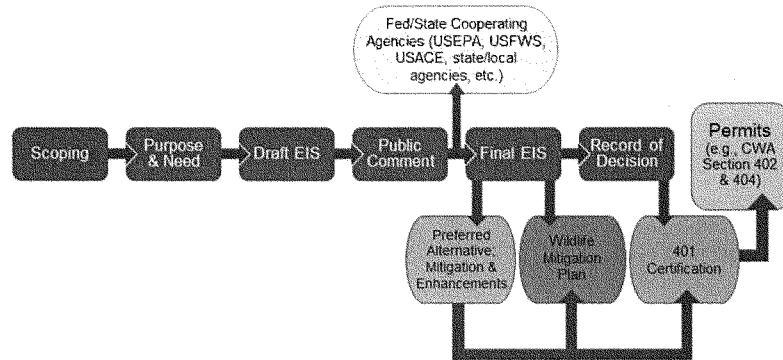 Fed/State Cooperating
Agencies (USEPA, USFWS,
USACE, state/local
agencies, etc.)
Scoping
Purpose
& Need
Draft EIS
Public
Comment
Final EIS
Record of
Decision
Permits
(e.g., CWA
Section 402
& 404)
Preferred
Alternative:
Mitigation &
Enhancements
Wildlife
Mitigation
Plan
401
Certification